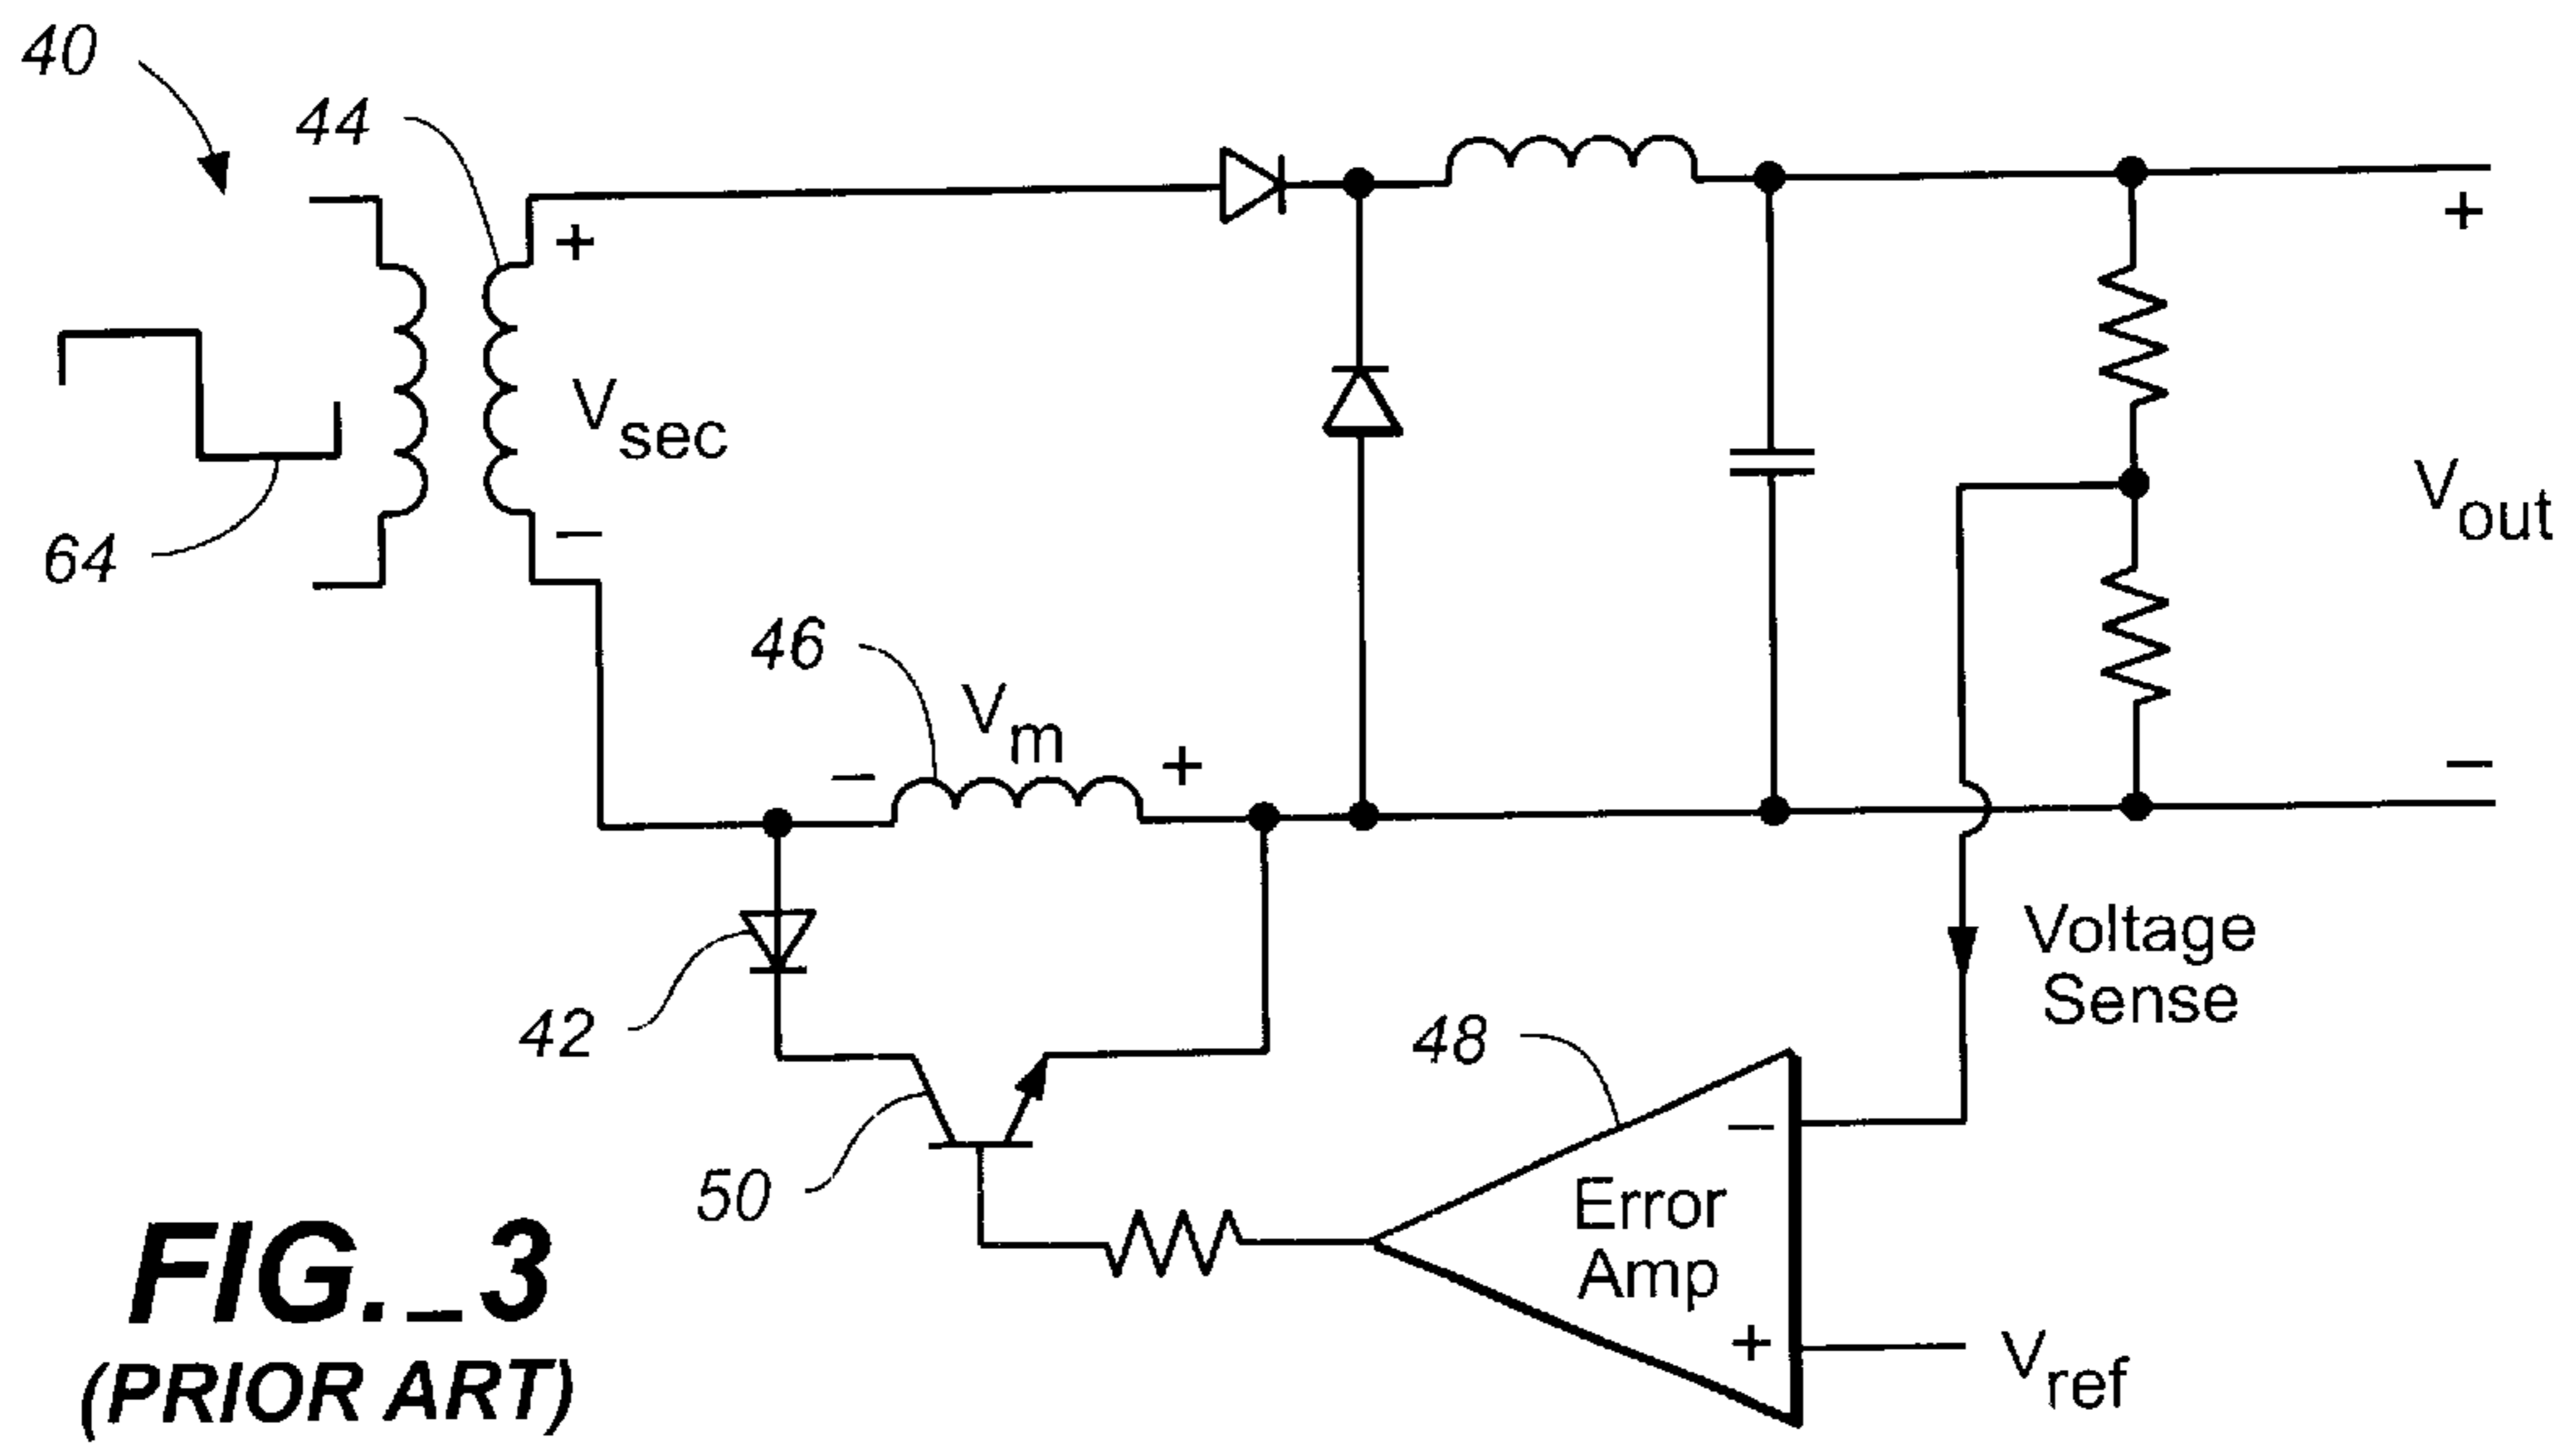 40
44
+
+
V sec
64
−
V out
46
V m
−
+
−
Voltage
Sense
42
48
−
50
Error
Amp
+
V ref
FIG._3
(PRIOR ART)